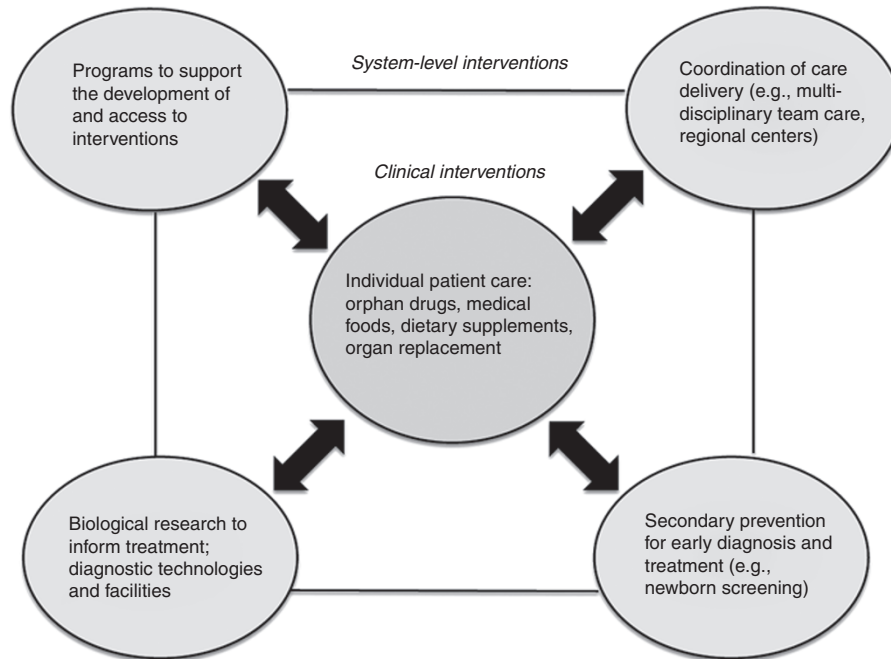 Programs to support
the development of
and access to
interventions
System-level interventions
Coordination of care
delivery (e.g., multi-
disciplinary team care,
regional centers)
Clinical interventions
Individual patient care:
orphan drugs, medical
foods, dietary supplements,
organ replacement
Biological research to
inform treatment;
diagnostic technologies
and facilities
Secondary prevention
for early diagnosis and
treatment (e.g.,
newborn screening)